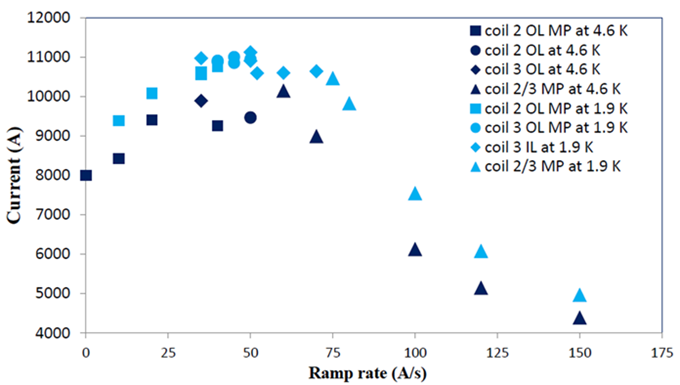 12000
11000
10000
9000
8000
7000
6000
5000
4000
Current (A)
0 25 50 75 100 125 150 175
Ramp rate (A/s)
coil 2 OL MP at 4.6 K
coil 2 OL at 4.6 K
coil 3 OL at 4.6 K
coil 2/3 MP at 4.6 K
coil 2 OL MP at 1.9 K
coil 3 OL MP at 1.9 K
coil 3 IL at 1.9 K
coil 2/3 MP at 1.9 K